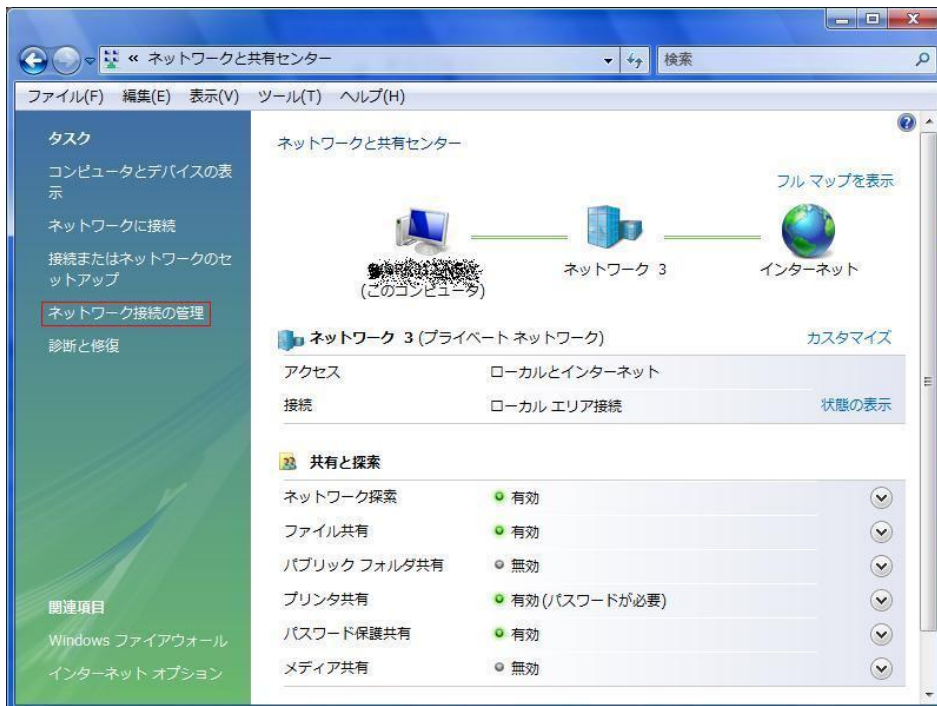 « ネットワークと共有センター
検索
ファイル(F) 編集(E) 表示(V) ツール(T) ヘルプ(H)
タスク
コンピュータとデバイスの表
示
ネットワークに接続
接続またはネットワークのセ
ットアップ
ネットワーク接続の管理
診断と修復
関連項目
Windows ファイアウォール
インターネット オプション
ネットワークと共有センター
フル マップを表示
(このコンピュータ)
ネットワーク 3
インターネット
ネットワーク 3 (プライベート ネットワーク)
カスタマイズ
アクセス ローカルとインターネット
接続 ローカル エリア接続 状態の表示
共有と探索
ネットワーク探索 有効
ファイル共有 有効
パブリック フォルダ共有 無効
プリンタ共有 有効(パスワードが必要)
パスワード保護共有 有効
メディア共有 無効